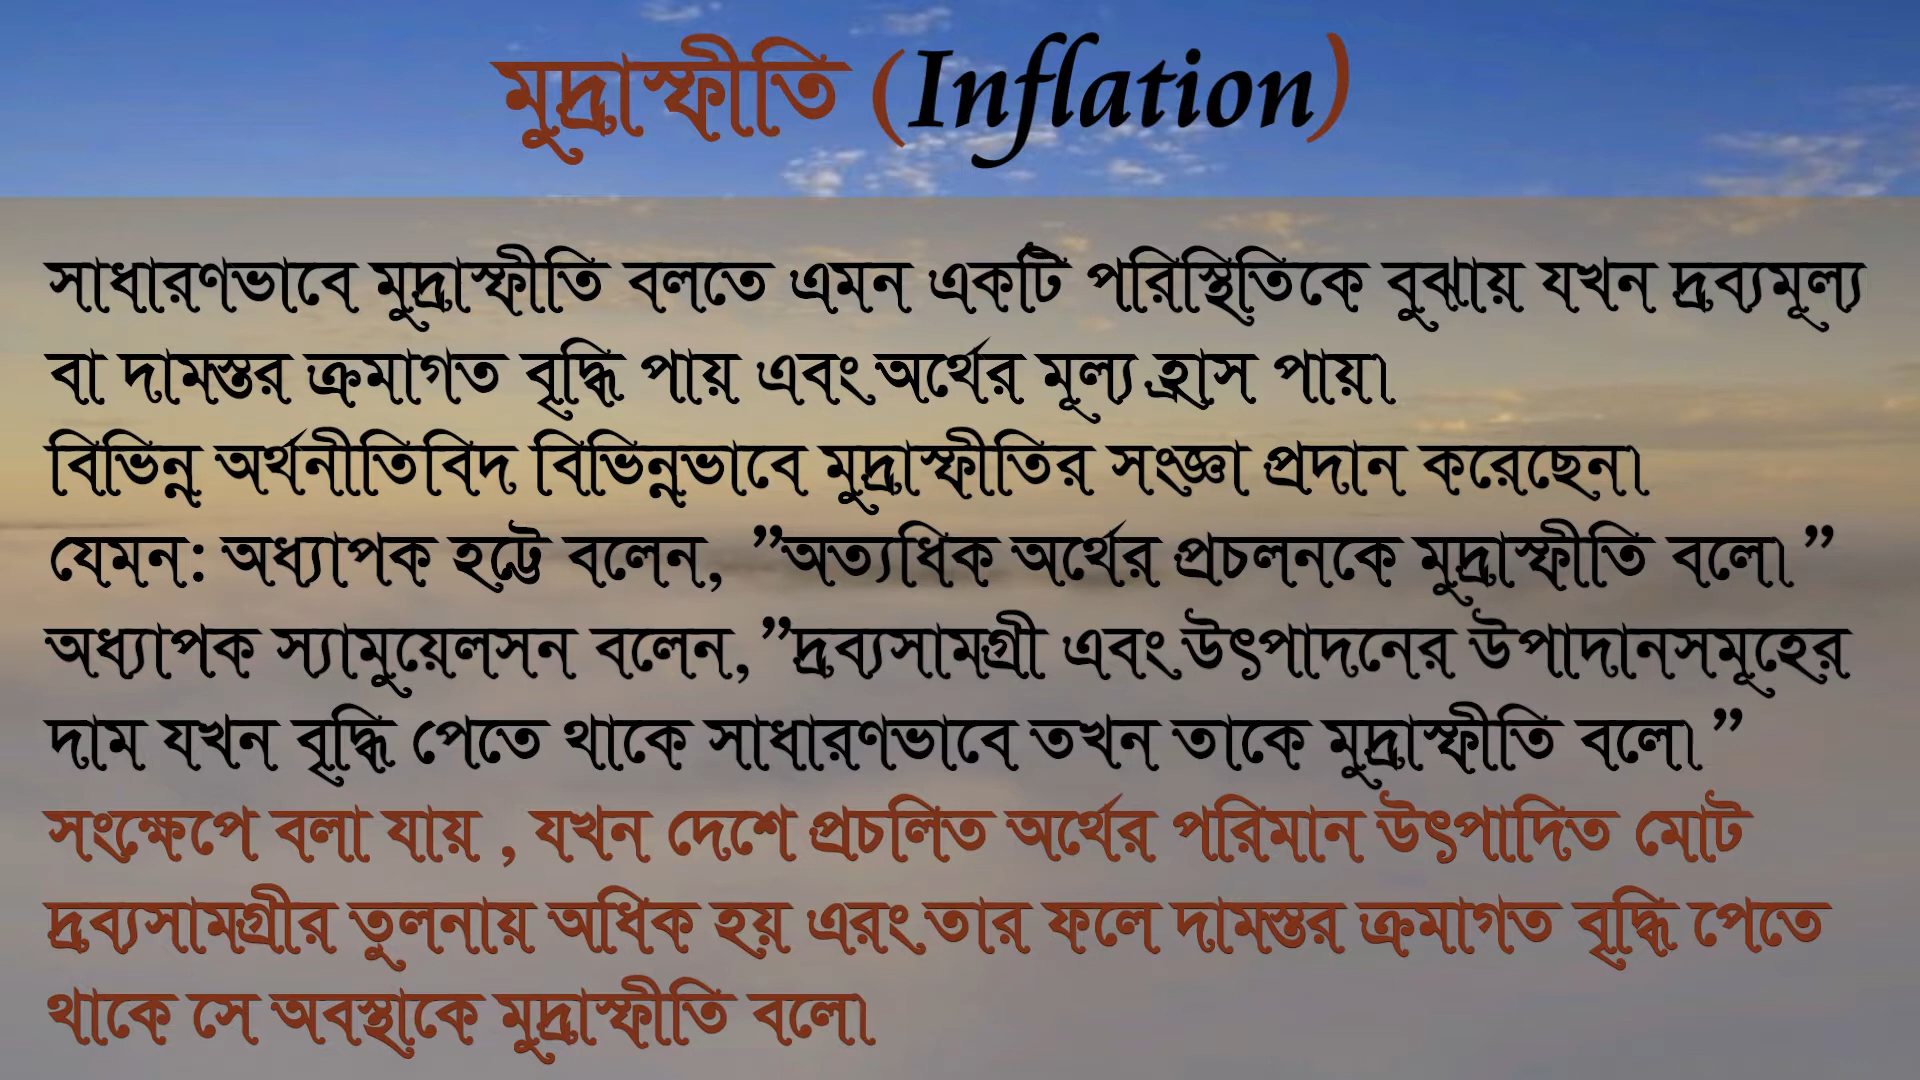 মুদ্রাস্ফীতি (Inflation)
সাধারণভাবে মুদ্রাস্ফীতি বলতে এমন একটি পরিস্থিতিকে বুঝায় যখন দ্রব্যমূল্য
বা দামস্তর ক্রমাগত বৃদ্ধি পায় এবং অর্থের মূল্য হ্রাস পায়।
বিভিন্ন অর্থনীতিবিদ বিভিন্নভাবে মুদ্রাস্ফীতির সংজ্ঞা প্রদান করেছেন।
যেমন: অধ্যাপক হট্টে বলেন, ”অত্যধিক অর্থের প্রচলনকে মুদ্রাস্ফীতি বলে। ”
অধ্যাপক স্যামুয়েলসন বলেন, ”দ্রব্যসামগ্রী এবং উৎপাদনের উপাদানসমূহের
দাম যখন বৃদ্ধি পেতে থাকে সাধারণভাবে তখন তাকে মুদ্রাস্ফীতি বলে। ”
সংক্ষেপে বলা যায় , যখন দেশে প্রচলিত অর্থের পরিমান উৎপাদিত মোট
দ্রব্যসামগ্রীর তুলনায় অধিক হয় এরং তার ফলে দামস্তর ক্রমাগত বৃদ্ধি পেতে
থাকে সে অবস্থাকে মুদ্রাস্ফীতি বলে।